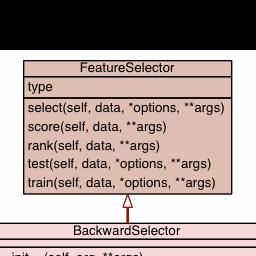 FeatureSelector
type
select(self, data, *options, **args)
score(self, data, **args)
rank(self, data, **args)
test(self, data, *options, **args)
train(self, data, *options, **args)
BackwardSelector